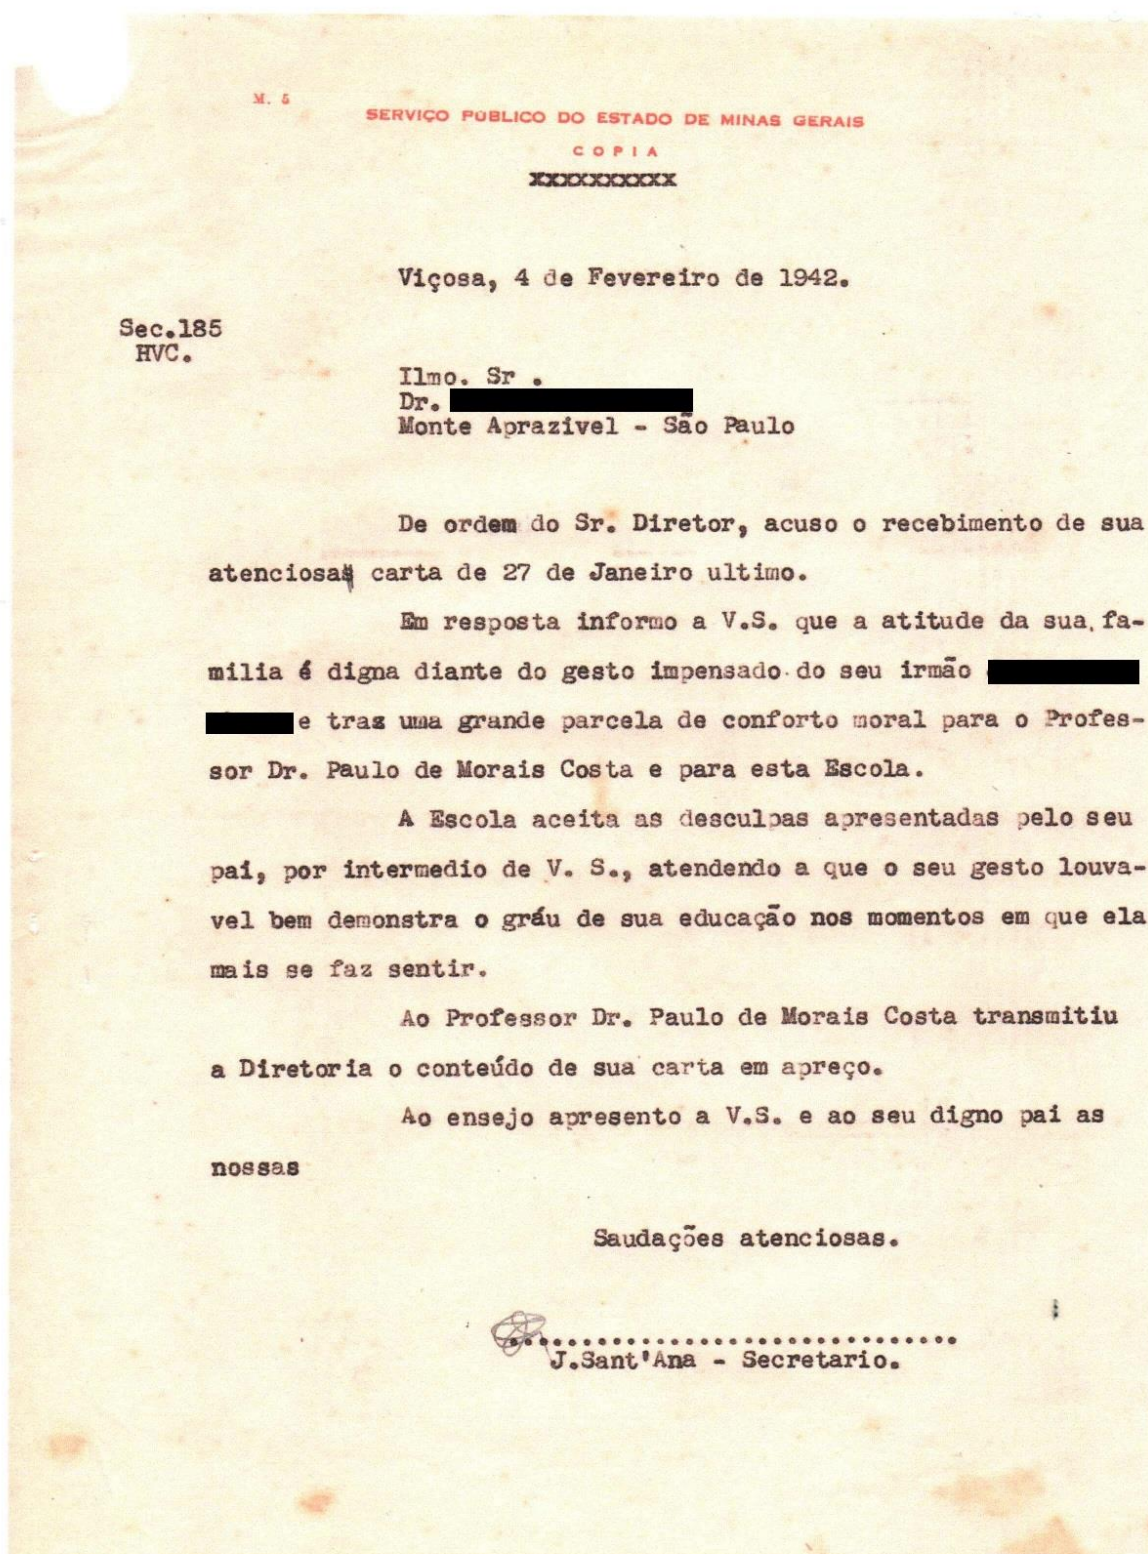 M. 5
SERVIÇO PÚBLICO DO ESTADO DE MINAS GERAIS
COPIA
XXXXXXXXXX
Viçosa, 4 de Fevereiro de 1942.
Sec.185
HVC.
Ilmo. Sr .
Dr.
Monte Aprazivel - São Paulo
De ordem do Sr. Diretor, acuso o recebimento de sua
atenciosa carta de 27 de Janeiro ultimo.
Em resposta informo a V.S. que a atitude da sua fa-
milia é digna diante do gesto impensado do seu irmão
e traz uma grande parcela de conforto moral para o Profes-
sor Dr. Paulo de Morais Costa e para esta Escola.
A Escola aceita as desculpas apresentadas pelo seu
pai, por intermedio de V. S., atendendo a que o seu gesto louva-
vel bem demonstra o gráu de sua educação nos momentos em que ela
mais se faz sentir.
Ao Professor Dr. Paulo de Morais Costa transmitiu
a Diretoria o conteúdo de sua carta em apreço.
Ao ensejo apresento a V.S. e ao seu digno pai as
nossas
Saudações atenciosas.
J.Sant'Ana - Secretario.